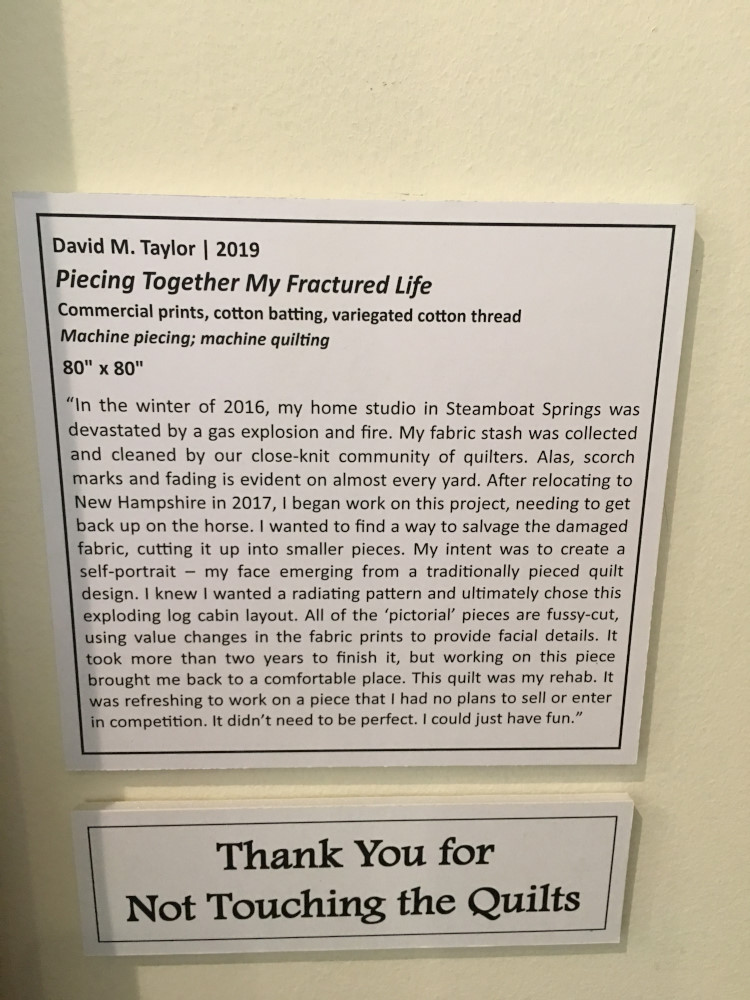 David M. Taylor | 2019
Piecing Together My Fractured Life
Commercial prints, cotton batting, variegated cotton thread
Machine piecing; machine quilting
80" x 80"
“In the winter of 2016, my home studio in Steamboat Springs was
devastated by a gas explosion and fire. My fabric stash was collected
and cleaned by our close-knit community of quilters. Alas, scorch
marks and fading is evident on almost every yard. After relocating to
New Hampshire in 2017, I began work on this project, needing to get
back up on the horse. I wanted to find a way to salvage the damaged
fabric, cutting it up into smaller pieces. My intent was to create a
self-portrait – my face emerging from a traditionally pieced quilt
design. I knew I wanted a radiating pattern and ultimately chose this
exploding log cabin layout. All of the ‘pictorial’ pieces are fussy-cut,
using value changes in the fabric prints to provide facial details. It
took more than two years to finish it, but working on this piece
brought me back to a comfortable place. This quilt was my rehab. It
was refreshing to work on a piece that I had no plans to sell or enter
in competition. It didn’t need to be perfect. I could just have fun.”
Thank You for
Not Touching the Quilts